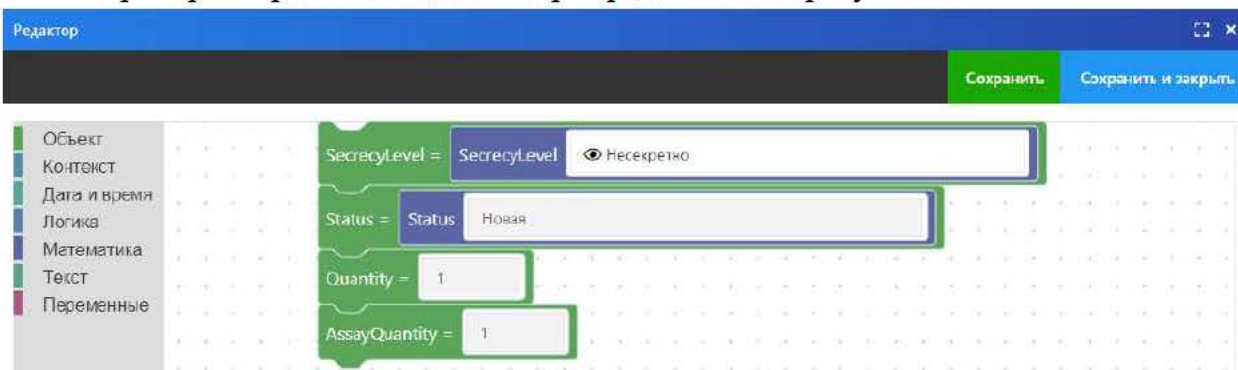 Редактор
Сохранить Сохранить и закрыть
Объект
Контекст
Дата и время
Логика
Математика
Текст
Переменные
SecrecyLevel = SecrecyLevel Несекретно
Status = Status Новая
Quantity = 1
AssayQuantity = 1